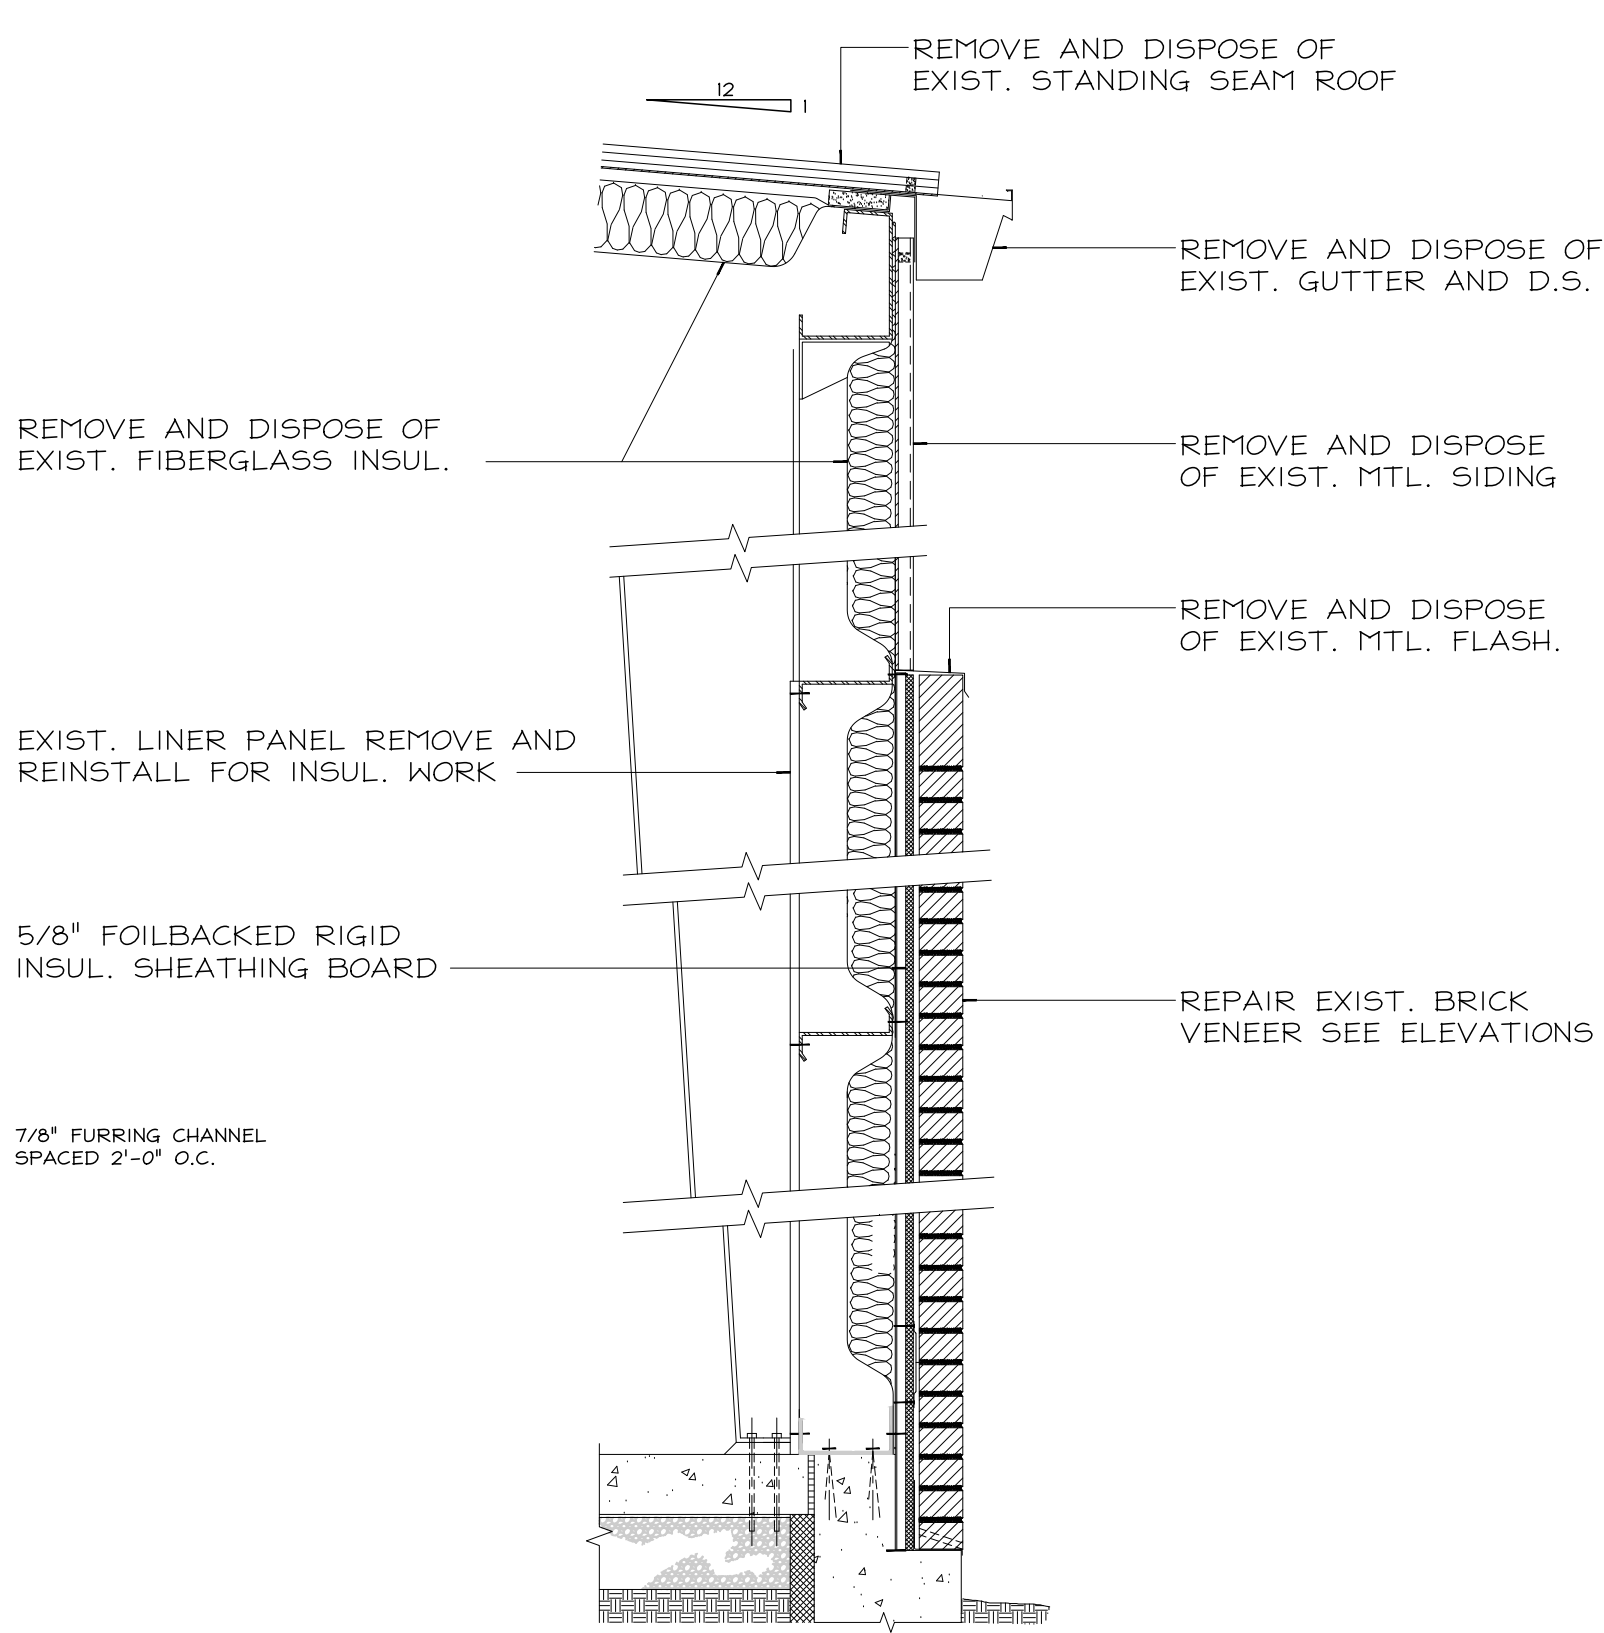 REMOVE AND DISPOSE OF
EXIST. STANDING SEAM ROOF
12
1
REMOVE AND DISPOSE OF
EXIST. GUTTER AND D.S.
REMOVE AND DISPOSE OF
EXIST. FIBERGLASS INSUL.
REMOVE AND DISPOSE
OF EXIST. MTL. SIDING
REMOVE AND DISPOSE
OF EXIST. MTL. FLASH.
EXIST. LINER PANEL REMOVE AND
REINSTALL FOR INSUL. WORK
5/8" FOILBACKED RIGID
INSUL. SHEATHING BOARD
REPAIR EXIST. BRICK
VENEER SEE ELEVATIONS
7/8" FURRING CHANNEL
SPACED 2'-0" O.C.